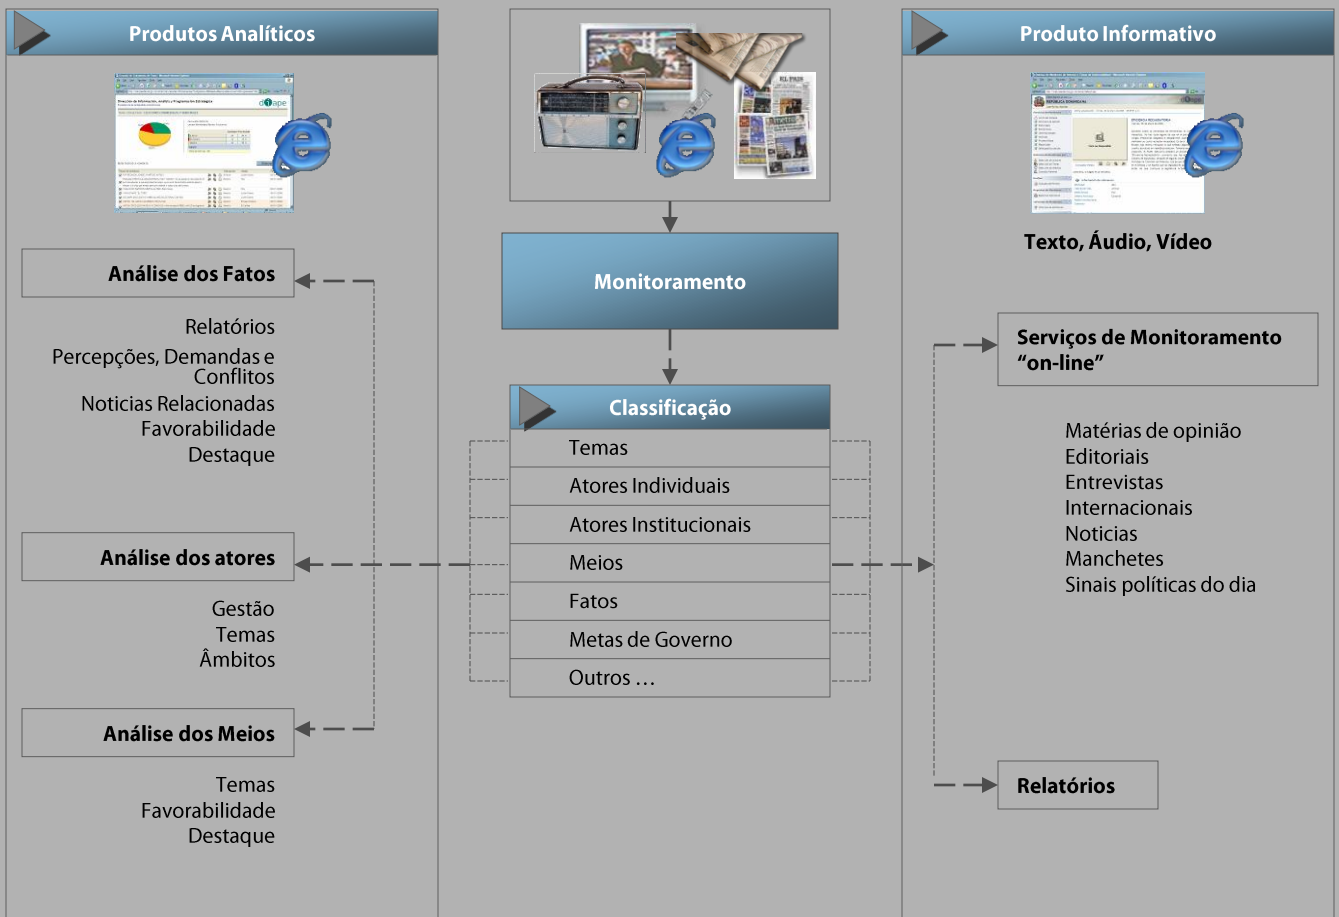 Produtos Analíticos
diape
Análise dos Fatos
Relatórios
Percepções, Demandas e
Conflitos
Noticias Relacionadas
Favorabilidade
Destaque
Análise dos atores
Gestão
Temas
Âmbitos
Análise dos Meios
Temas
Favorabilidade
Destaque
EL PAIS
Monitoramento
Classificação
Temas
Atores Individuais
Atores Institucionais
Meios
Fatos
Metas de Governo
Outros ...
Produto Informativo
REPÚBLICA DOMINICANA
Texto, Áudio, Vídeo
Serviços de Monitoramento
“on-line”
Matérias de opinião
Editoriais
Entrevistas
Internacionais
Noticias
Manchetes
Sinais políticas do dia
Relatórios